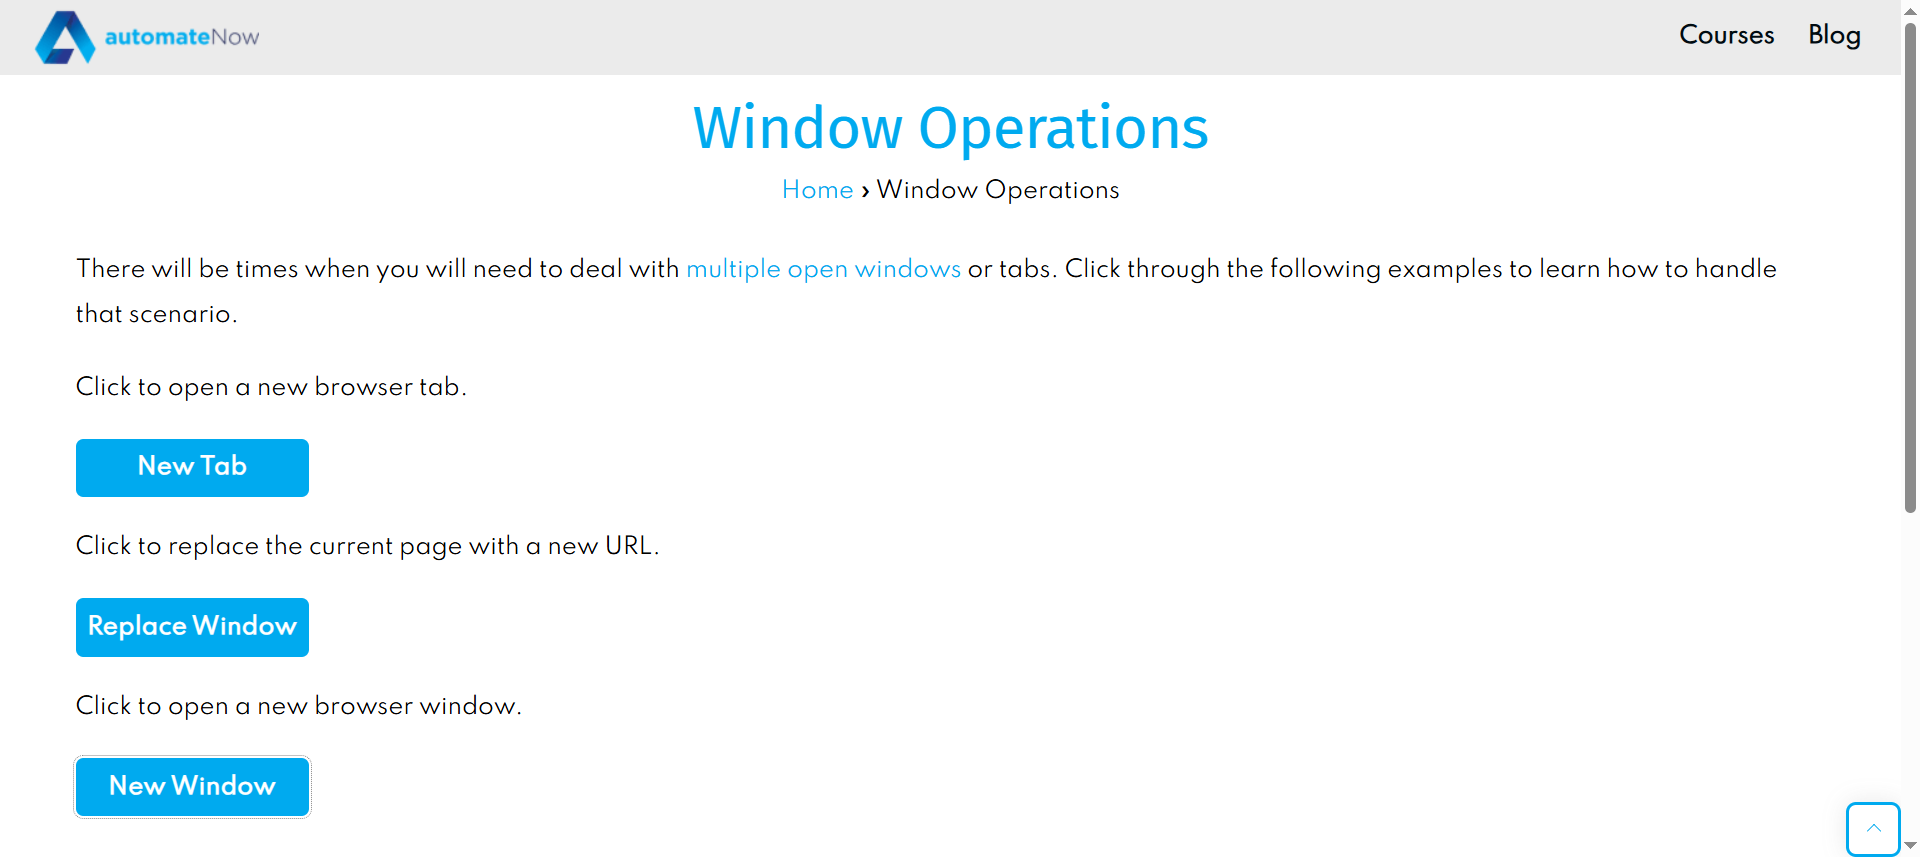 automateNow
Courses
Blog
Window Operations
Home › Window Operations
There will be times when you will need to deal with multiple open windows or tabs. Click through the following examples to learn how to handle
that scenario.
Click to open a new browser tab.
New Tab
Click to replace the current page with a new URL.
Replace Window
Click to open a new browser window.
New Window